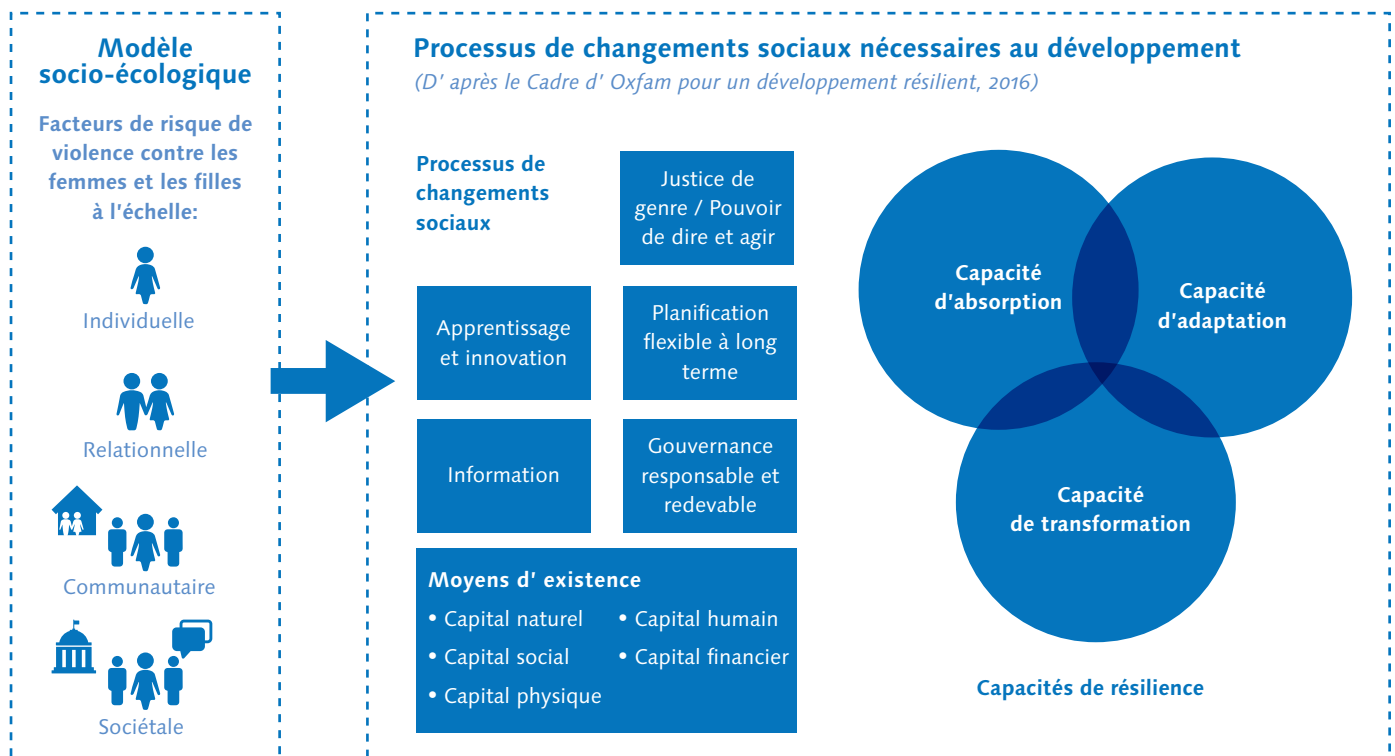 Modèle
socio-écologique
Facteurs de risque de
violence contre les
femmes et les filles
à l'échelle:
Individuelle
Relationnelle
Communautaire
Sociétale
Processus de changements sociaux nécessaires au développement
(D' après le Cadre d' Oxfam pour un développement résilient, 2016)
Processus de
changements
sociaux
Justice de
genre / Pouvoir
de dire et agir
Apprentissage
et innovation
Planification
flexible à long
terme
Information
Gouvernance
responsable et
redevable
Moyens d' existence
• Capital naturel
• Capital social
• Capital physique
• Capital humain
• Capital financier
Capacité
d'absorption
Capacité
d'adaptation
Capacité
de transformation
Capacités de résilience